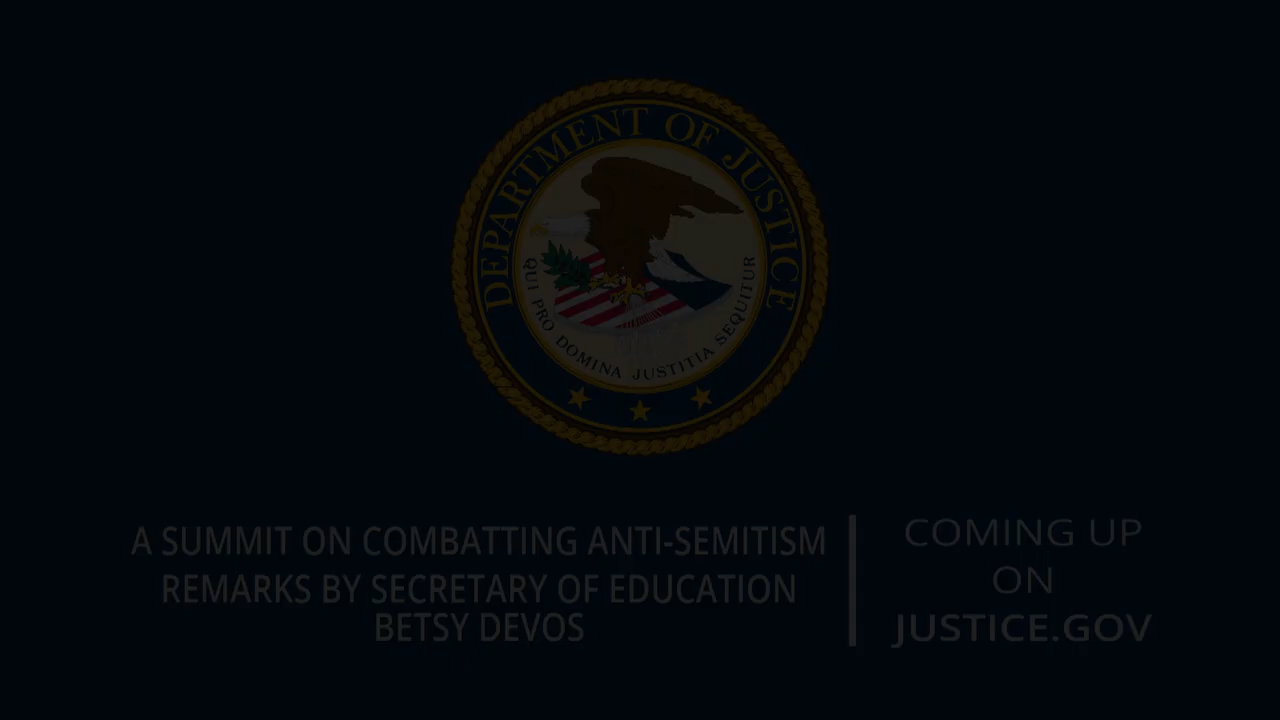 DEPARTMENT OF JUSTICE
QUI PRO DOMINA JUSTITIA SEQUITUR
A SUMMIT ON COMBATTING ANTI-SEMITISM
REMARKS BY SECRETARY OF EDUCATION
BETSY DEVOS
COMING UP
ON
JUSTICE.GOV